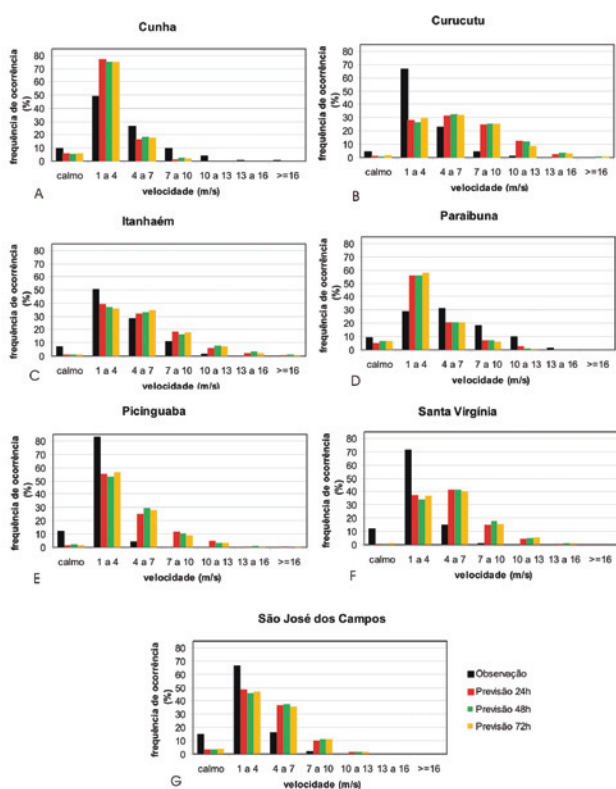 Cunha
frequência de ocorrência
(%)
80
70
60
50
40
30
20
10
0
calmo 1 a 4 4 a 7 7 a 10 10 a 13 13 a 16 >=16
velocidade (m/s)
A
Curucutu
frequência de ocorrência
(%)
80
70
60
50
40
30
20
10
0
calmo 1 a 4 4 a 7 7 a 10 10 a 13 13 a 16 >=16
velocidade (m/s)
B
Itanhaém
frequência de ocorrência
(%)
80
70
60
50
40
30
20
10
0
calmo 1 a 4 4 a 7 7 a 10 10 a 13 13 a 16 >=16
velocidade (m/s)
C
Paraibuna
frequência de ocorrência
(%)
80
70
60
50
40
30
20
10
0
calmo 1 a 4 4 a 7 7 a 10 10 a 13 13 a 16 >=16
velocidade (m/s)
D
Picinguaba
frequência de ocorrência
(%)
80
70
60
50
40
30
20
10
0
calmo 1 a 4 4 a 7 7 a 10 10 a 13 13 a 16 >=16
velocidade (m/s)
E
Santa Virgínia
frequência de ocorrência
(%)
80
70
60
50
40
30
20
10
0
calmo 1 a 4 4 a 7 7 a 10 10 a 13 13 a 16 >=16
velocidade (m/s)
F
São José dos Campos
frequência de ocorrência
(%)
80
70
60
50
40
30
20
10
0
calmo 1 a 4 4 a 7 7 a 10 10 a 13 13 a 16 >=16
velocidade (m/s)
G
Observação
Previsão 24h
Previsão 48h
Previsão 72h